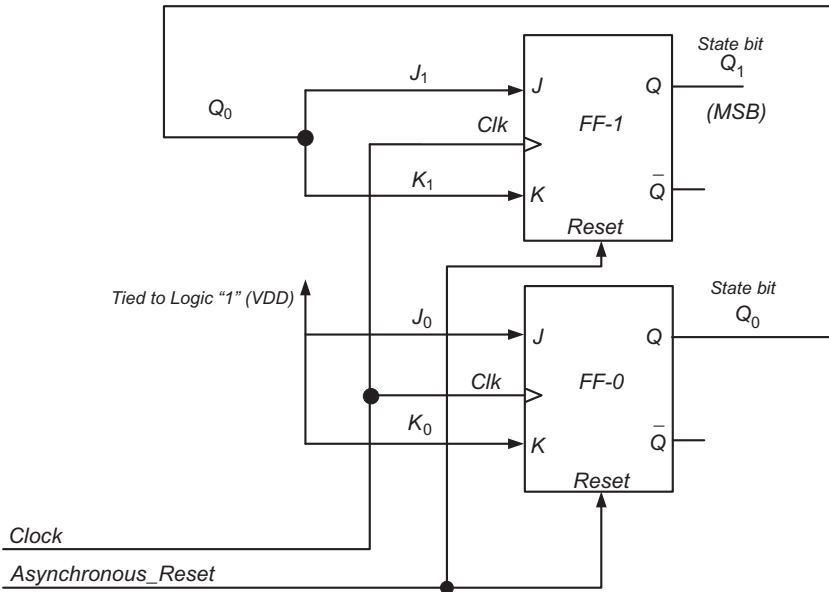 State bit
Q₁
(MSB)
J₁
J
Q
Q₀
Clk
FF-1
K₁
K
Q̄
Reset
Tied to Logic “1” (VDD)
State bit
Q₀
J₀
J
Q
Clk
FF-0
K₀
K
Q̄
Reset
Clock
Asynchronous_Reset